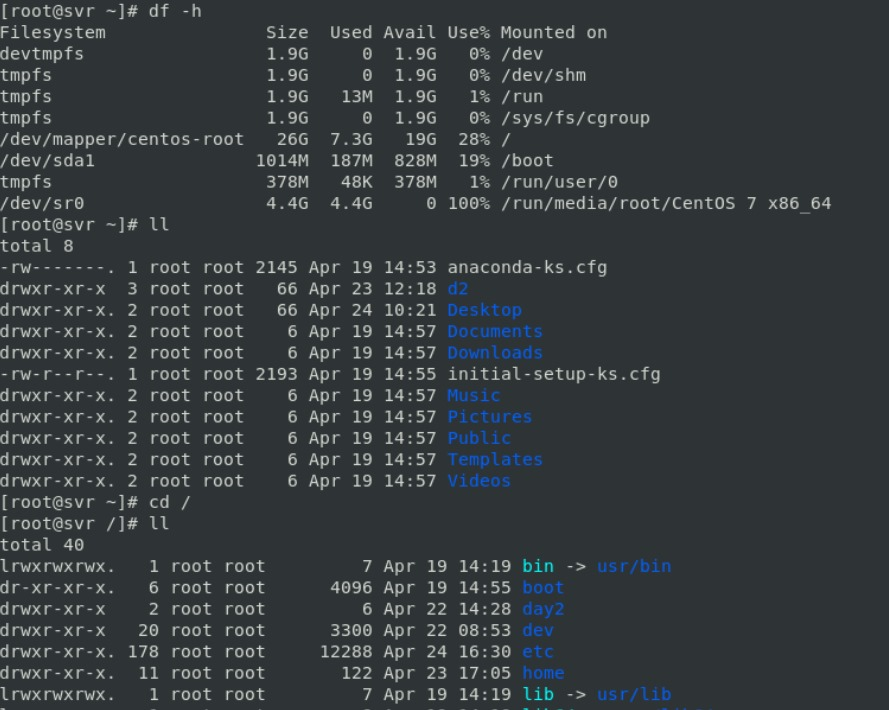 [root@svr ~]# df -h
Filesystem               Size  Used Avail Use% Mounted on
devtmpfs                 1.9G     0  1.9G   0% /dev
tmpfs                    1.9G     0  1.9G   0% /dev/shm
tmpfs                    1.9G   13M  1.9G   1% /run
tmpfs                    1.9G     0  1.9G   0% /sys/fs/cgroup
/dev/mapper/centos-root   26G  7.3G   19G  28% /
/dev/sda1               1014M  187M  828M  19% /boot
tmpfs                    378M   48K  378M   1% /run/user/0
/dev/sr0                 4.4G  4.4G     0 100% /run/media/root/CentOS 7 x86_64
[root@svr ~]# ll
total 8
-rw-------. 1 root root 2145 Apr 19 14:53 anaconda-ks.cfg
drwxr-xr-x  3 root root   66 Apr 23 12:18 d2
drwxr-xr-x. 2 root root   66 Apr 24 10:21 Desktop
drwxr-xr-x. 2 root root    6 Apr 19 14:57 Documents
drwxr-xr-x. 2 root root    6 Apr 19 14:57 Downloads
-rw-r--r--. 1 root root 2193 Apr 19 14:55 initial-setup-ks.cfg
drwxr-xr-x. 2 root root    6 Apr 19 14:57 Music
drwxr-xr-x. 2 root root    6 Apr 19 14:57 Pictures
drwxr-xr-x. 2 root root    6 Apr 19 14:57 Public
drwxr-xr-x. 2 root root    6 Apr 19 14:57 Templates
drwxr-xr-x. 2 root root    6 Apr 19 14:57 Videos
[root@svr ~]# cd /
[root@svr /]# ll
total 40
lrwxrwxrwx.   1 root root         7 Apr 19 14:19 bin -> usr/bin
dr-xr-xr-x.   6 root root      4096 Apr 19 14:55 boot
drwxr-xr-x    2 root root         6 Apr 22 14:28 day2
drwxr-xr-x   20 root root      3300 Apr 22 08:53 dev
drwxr-xr-x. 178 root root     12288 Apr 24 16:30 etc
drwxr-xr-x.  11 root root       122 Apr 23 17:05 home
lrwxrwxrwx.   1 root root         7 Apr 19 14:19 lib -> usr/lib